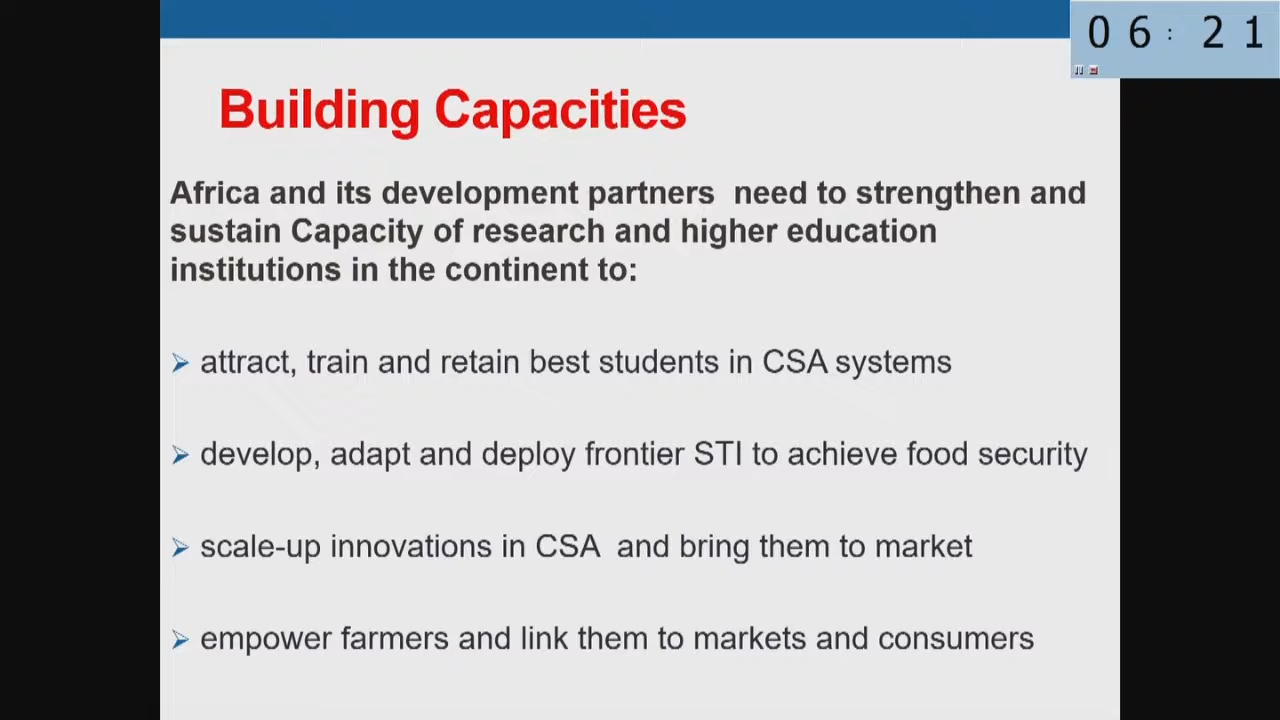 06:21
Building Capacities
Africa and its development partners need to strengthen and
sustain Capacity of research and higher education
institutions in the continent to:
attract, train and retain best students in CSA systems
develop, adapt and deploy frontier STI to achieve food security
scale-up innovations in CSA and bring them to market
empower farmers and link them to markets and consumers